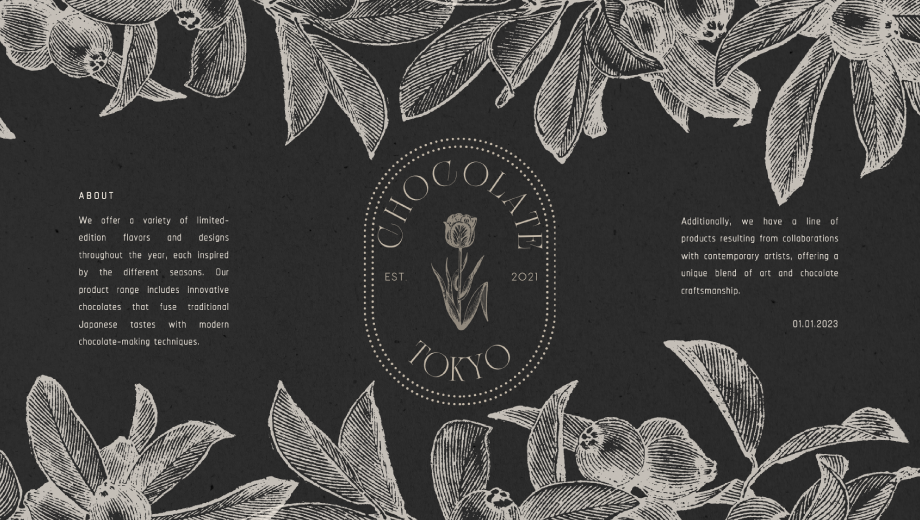 ABOUT
We offer a variety of limited-
edition flavors and designs
throughout the year, each inspired
by the different seasons. Our
product range includes innovative
chocolates that fuse traditional
Japanese tastes with modern
chocolate-making techniques.
CHOCOLATE
EST. 2021
TOKYO
Additionally, we have a line of
products resulting from collaborations
with contemporary artists, offering a
unique blend of art and chocolate
craftsmanship.
01.01.2023